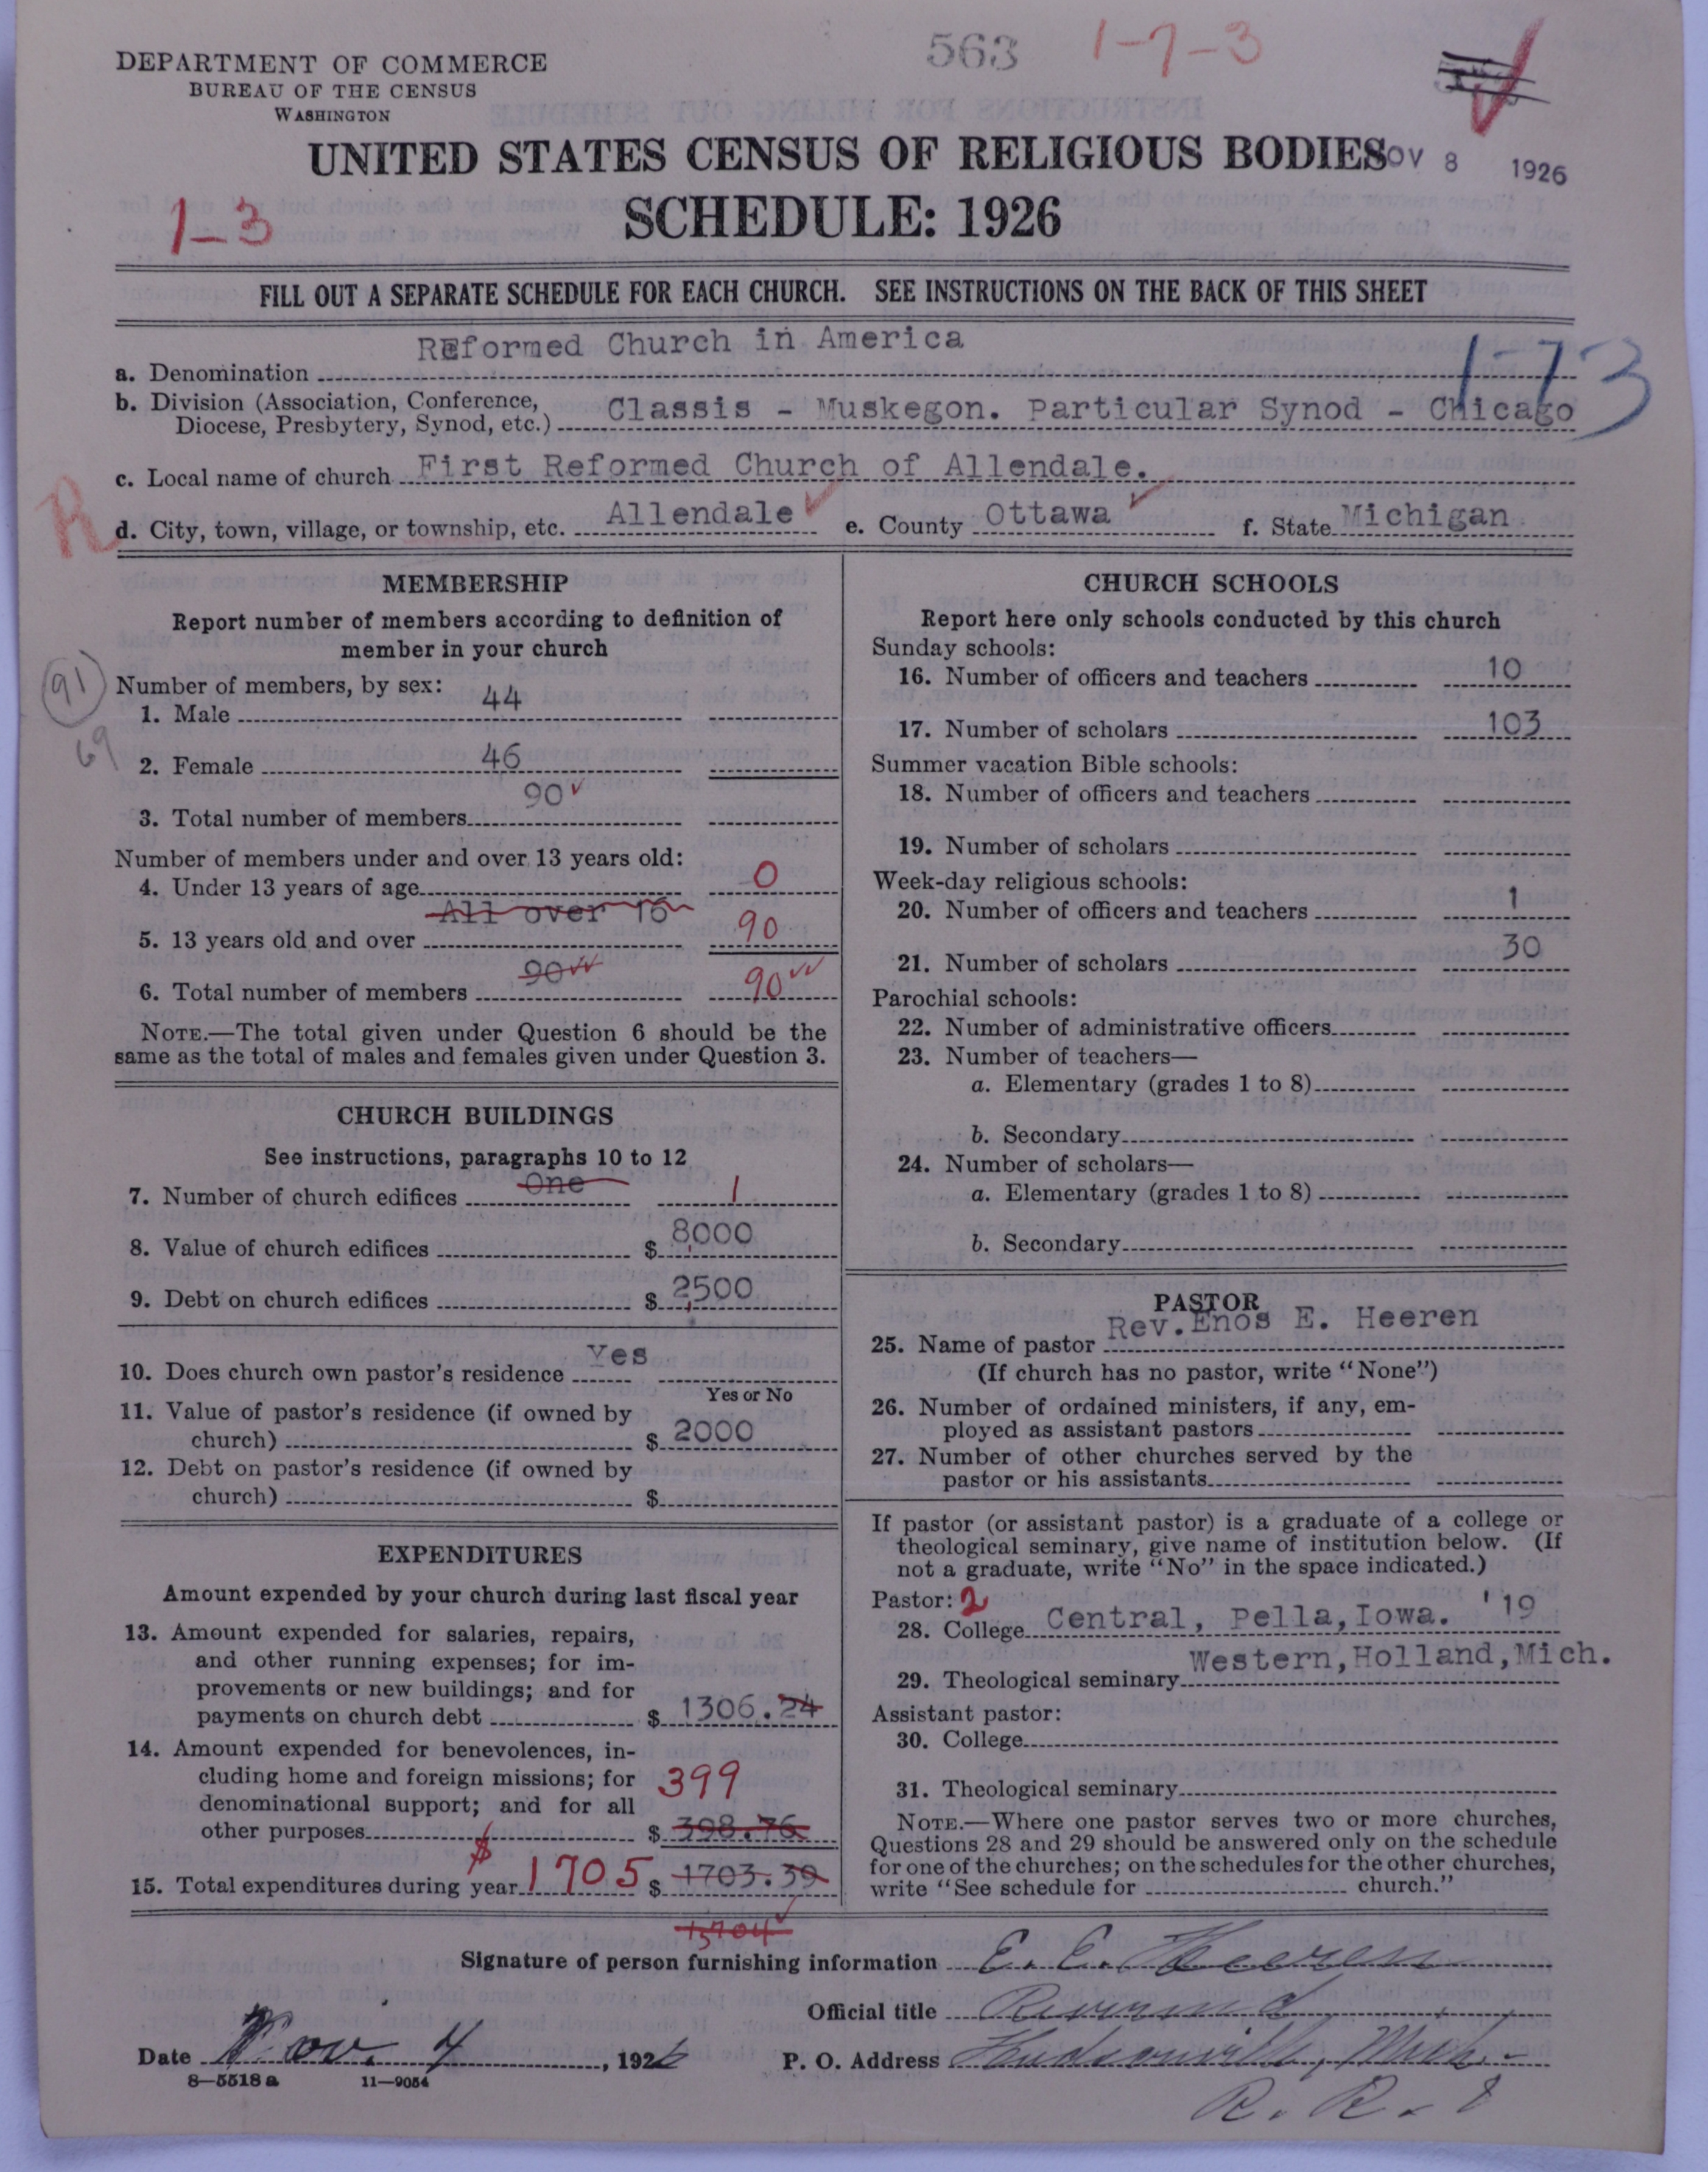 563 1-7-3
DEPARTMENT OF COMMERCE
BUREAU OF THE CENSUS
WASHINGTON
UNITED STATES CENSUS OF RELIGIOUS BODIES
OV 8 1926
1-3
SCHEDULE: 1926
FILL OUT A SEPARATE SCHEDULE FOR EACH CHURCH. SEE INSTRUCTIONS ON THE BACK OF THIS SHEET
1-7-3
a. Denomination REformed Church in America
b. Division (Association, Conference,
Diocese, Presbytery, Synod, etc.) Classis - Muskegon. Particular Synod - Chicago
c. Local name of church First Reformed Church of Allendale.
R
d. City, town, village, or township, etc. Allendale e. County Ottawa f. State Michigan
MEMBERSHIP
Report number of members according to definition of
member in your church
91
69
Number of members, by sex:
1. Male 44
2. Female 46
3. Total number of members 90
Number of members under and over 13 years old:
4. Under 13 years of age 0
All over 15
5. 13 years old and over 90
6. Total number of members 90 90
NOTE.—The total given under Question 6 should be the
same as the total of males and females given under Question 3.
CHURCH BUILDINGS
See instructions, paragraphs 10 to 12
7. Number of church edifices One 1
8. Value of church edifices $ 8000
9. Debt on church edifices $ 2500
10. Does church own pastor's residence Yes
Yes or No
11. Value of pastor's residence (if owned by
church) $ 2000
12. Debt on pastor's residence (if owned by
church) $
EXPENDITURES
Amount expended by your church during last fiscal year
13. Amount expended for salaries, repairs,
and other running expenses; for im-
provements or new buildings; and for
payments on church debt $ 1306.24
14. Amount expended for benevolences, in-
cluding home and foreign missions; for 399
denominational support; and for all
other purposes $ 398.76
15. Total expenditures during year $ 1705 $ 1703.39
CHURCH SCHOOLS
Report here only schools conducted by this church
Sunday schools:
16. Number of officers and teachers 10
17. Number of scholars 103
Summer vacation Bible schools:
18. Number of officers and teachers
19. Number of scholars
Week-day religious schools:
20. Number of officers and teachers 1
21. Number of scholars 30
Parochial schools:
22. Number of administrative officers
23. Number of teachers—
a. Elementary (grades 1 to 8)
b. Secondary
24. Number of scholars—
a. Elementary (grades 1 to 8)
b. Secondary
PASTOR
25. Name of pastor Rev. Enos E. Heeren
(If church has no pastor, write "None")
26. Number of ordained ministers, if any, em-
ployed as assistant pastors
27. Number of other churches served by the
pastor or his assistants
If pastor (or assistant pastor) is a graduate of a college or
theological seminary, give name of institution below. (If
not a graduate, write "No" in the space indicated.)
Pastor: 2
28. College Central, Pella, Iowa. '19
29. Theological seminary Western, Holland, Mich.
Assistant pastor:
30. College
31. Theological seminary
NOTE.—Where one pastor serves two or more churches,
Questions 28 and 29 should be answered only on the schedule
for one of the churches; on the schedules for the other churches,
write "See schedule for church."
Signature of person furnishing information E. E. Heeren
Official title Reverend
Date Nov. 4, 1926 P. O. Address Hudsonville, Mich.-
8—5518 a 11—9054
R. R. 1